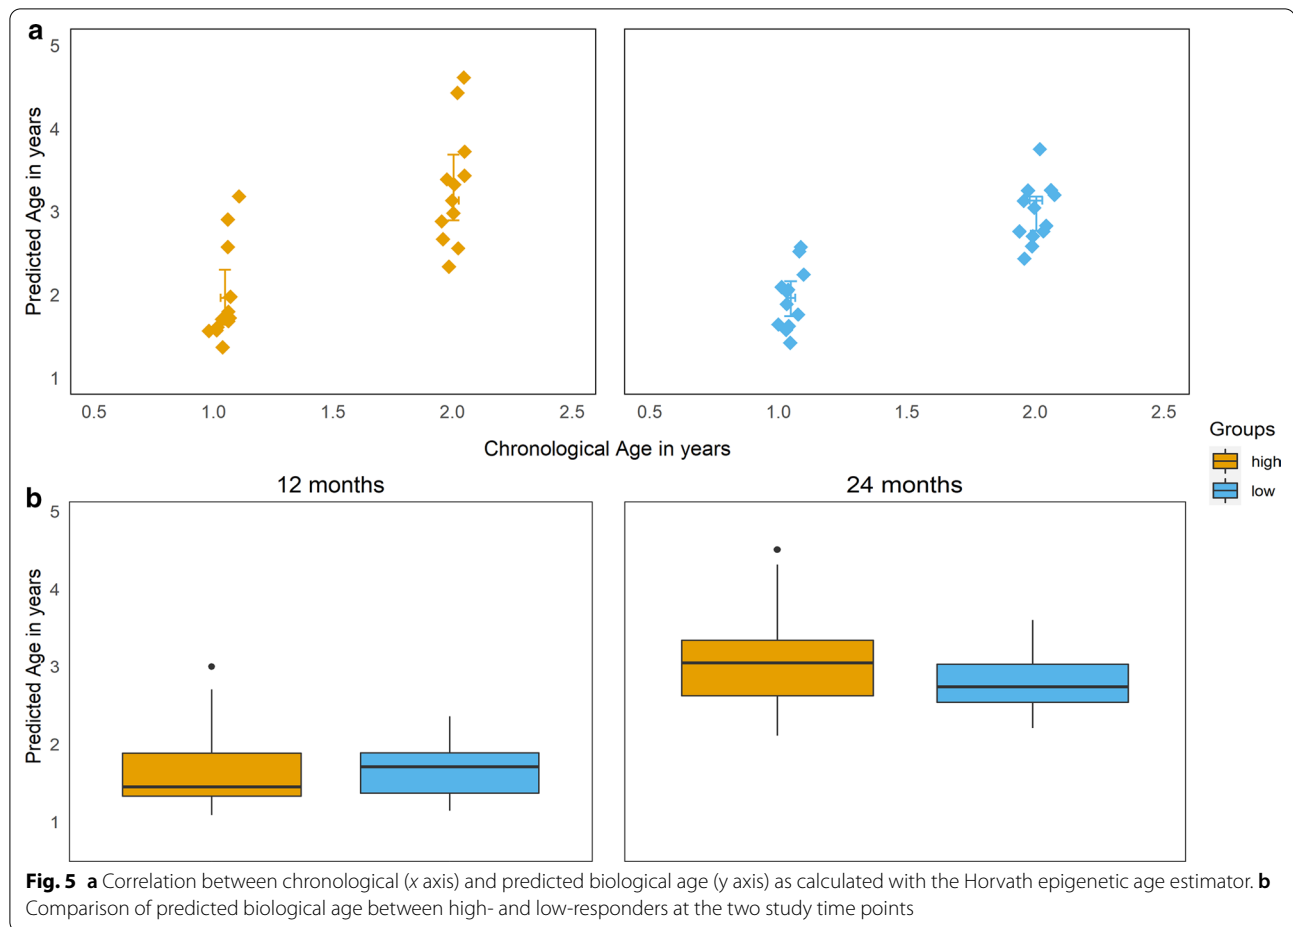 a
5
4
3
2
1
Predicted Age in years
0.5 1.0 1.5 2.0 2.5
0.5 1.0 1.5 2.0 2.5
Chronological Age in years
Groups
high
low
b
12 months
24 months
5
4
3
2
1
Predicted Age in years
Fig. 5 a Correlation between chronological (x axis) and predicted biological age (y axis) as calculated with the Horvath epigenetic age estimator. b
Comparison of predicted biological age between high- and low-responders at the two study time points